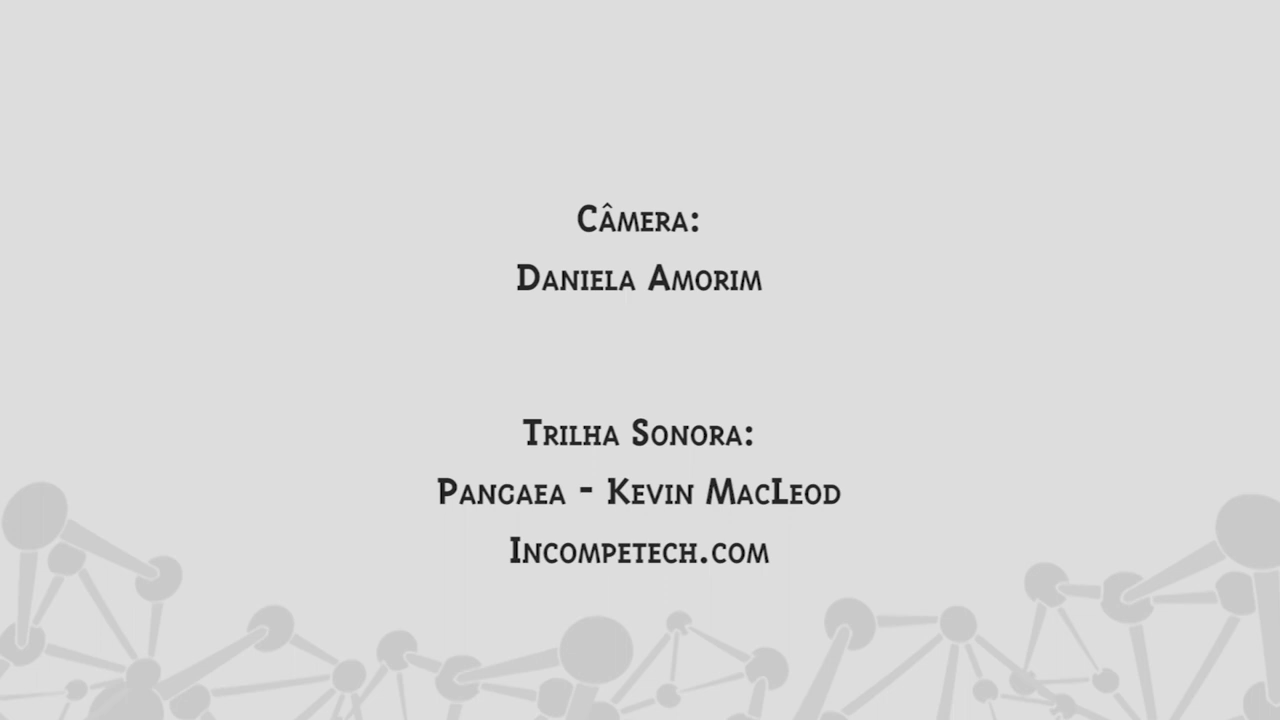 Câmera:
Daniela Amorim
Trilha Sonora:
Pangaea - Kevin MacLeod
Incompetech.com